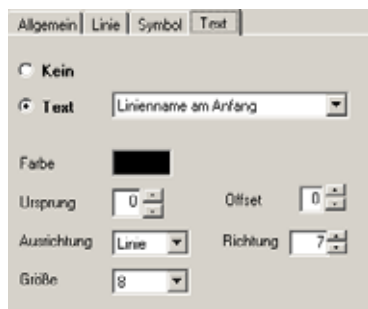 Allgemein Linie Symbol Text
Kein
Text Linienname am Anfang
Farbe
Ursprung 0 Offset 0
Ausrichtung Linie Richtung 7
Größe 8